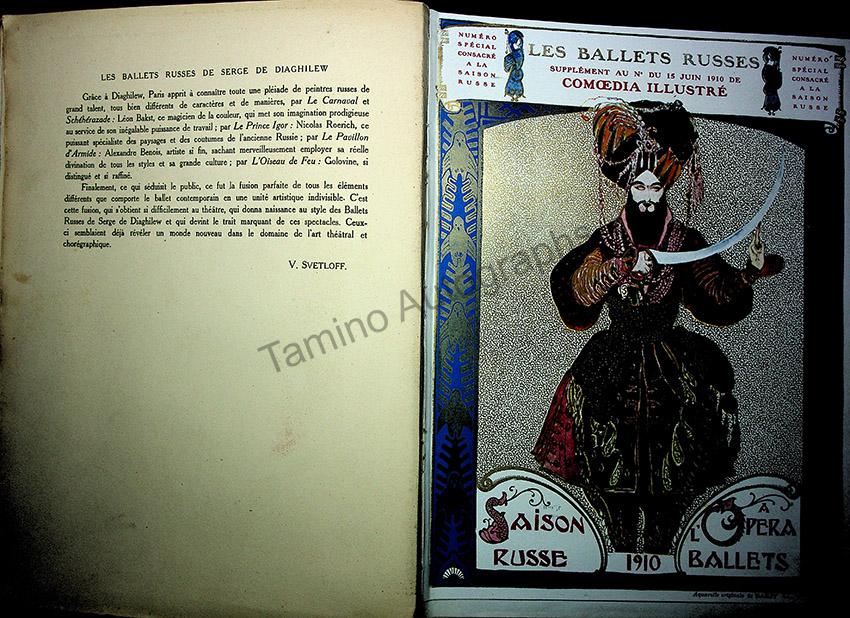 LES BALLETS RUSSES DE SERGE DE DIAGHILEW
Grâce à Diaghilew, Paris apprit à connaître toute une pléiade de peintres russes de
grand talent, tous bien différents de caractères et de manières, par Le Carnaval et
Schéhérazade : Léon Bakst, ce magicien de la couleur, qui met son imagination prodigieuse
au service de son inégalable puissance de travail ; par Le Prince Igor : Nicolas Roerich, ce
puissant spécialiste des paysages et des coutumes de l'ancienne Russie ; par Le Pavillon
d'Armide : Alexandre Benois, artiste si fin, sachant merveilleusement employer sa réelle
divination de tous les styles et sa grande culture ; par L'Oiseau de Feu : Golovine, si
distingué et si raffiné.
Finalement, ce qui séduisit le public, ce fut la fusion parfaite de tous les éléments
différents que comporte le ballet contemporain en une unité artistique indivisible. C'est
cette fusion, qui s'obtient si difficilement au théâtre, qui donna naissance au style des Ballets
Russes de Serge de Diaghilew et qui devint le trait marquant de ces spectacles. Ceux-
ci semblaient déjà révéler un monde nouveau dans le domaine de l'art théâtral et
chorégraphique.
V. SVETLOFF.
NUMÉRO
SPÉCIAL
CONSACRÉ
A LA
SAISON
RUSSE
LES BALLETS RUSSES
SUPPLÉMENT AU N° DU 15 JUIN 1910 DE
COMŒDIA ILLUSTRÉ
NUMÉRO
SPÉCIAL
CONSACRÉ
A LA
SAISON
RUSSE
SAISON
RUSSE
1910
A
L'OPERA
BALLETS
Aquarelle originale de
Tamino Autographs